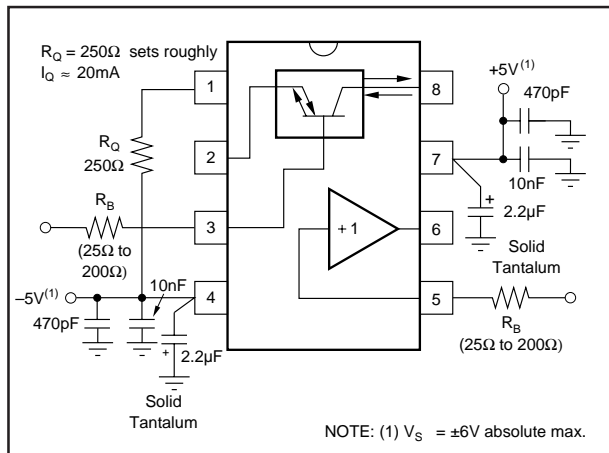 R_Q = 250Ω sets roughly
I_Q ≈ 20mA
1
8
+5V(1)
470pF
R_Q
250Ω
2
7
10nF
+
2.2µF
R_B
3
+1
6
(25Ω to
200Ω)
Solid
Tantalum
–5V(1)
10nF
4
5
470pF
R_B
+
2.2µF
(25Ω to 200Ω)
Solid
Tantalum
NOTE: (1) V_S = ±6V absolute max.